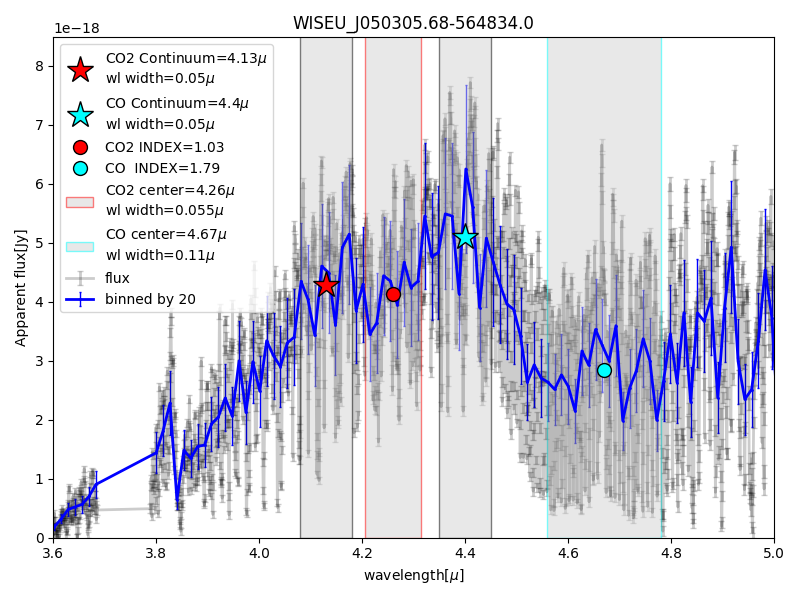 WISEU_J050305.68-564834.0
1e−18
CO2 Continuum=4.13μ
wl width=0.05μ
CO Continuum=4.4μ
wl width=0.05μ
CO2 INDEX=1.03
CO  INDEX=1.79
CO2 center=4.26μ
wl width=0.055μ
CO center=4.67μ
wl width=0.11μ
flux
binned by 20
Apparent flux[Jy]
8
7
6
5
4
3
2
1
0
3.6 3.8 4.0 4.2 4.4 4.6 4.8 5.0
wavelength[μ]